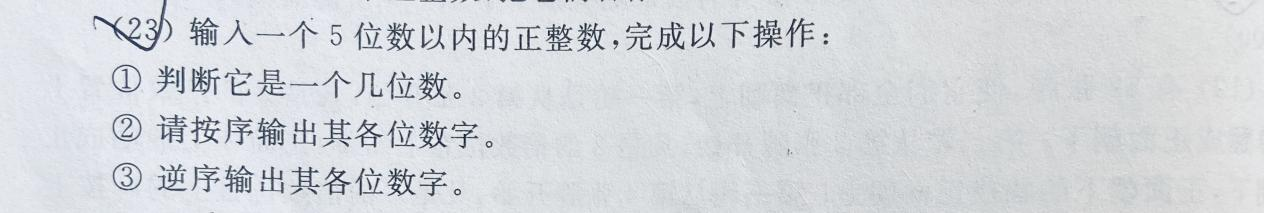 (23) 输入一个 5 位数以内的正整数,完成以下操作:
① 判断它是一个几位数。
② 请按序输出其各位数字。
③ 逆序输出其各位数字。